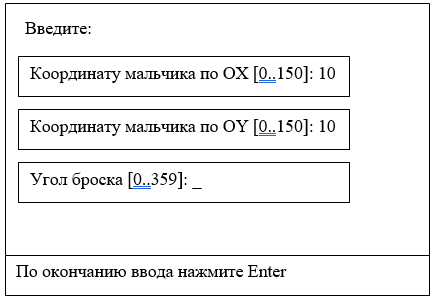 Введите:
Координату мальчика по OX [0..150]: 10
Координату мальчика по OY [0..150]: 10
Угол броска [0..359]: _
По окончанию ввода нажмите Enter